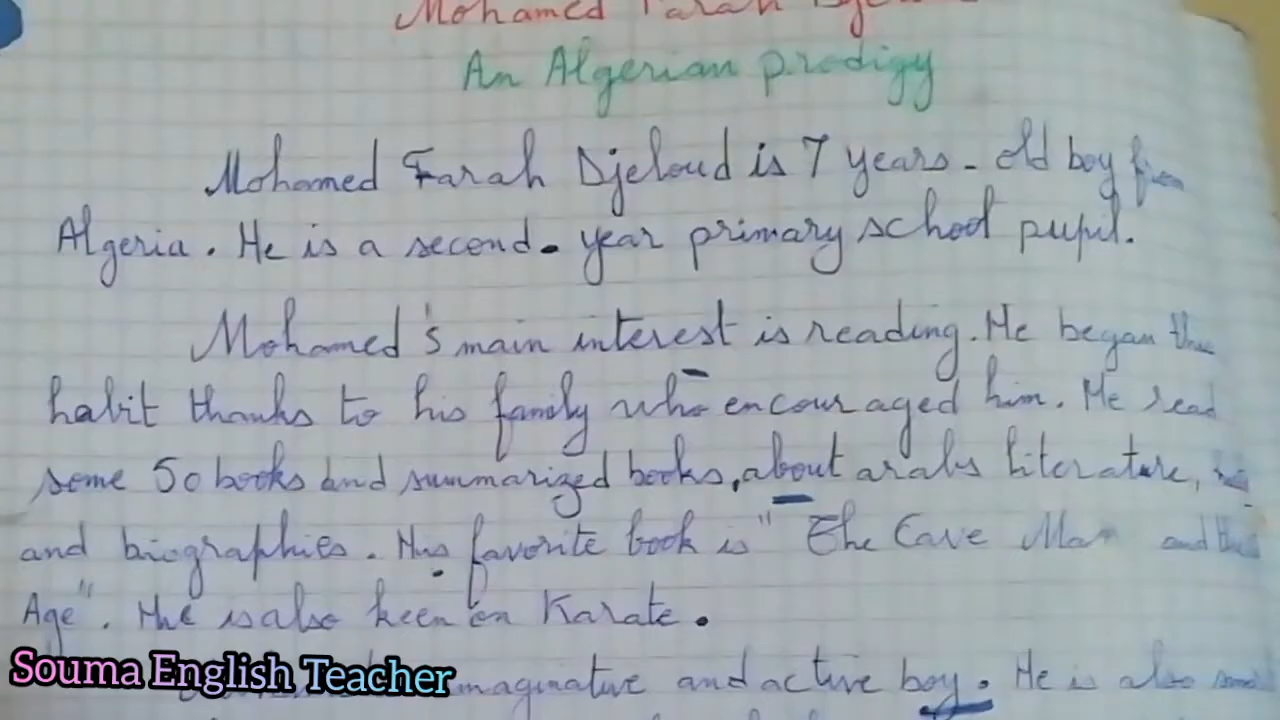 Mohamed Farah
An Algerian prodigy
Mohamed Farah Djeloud is 7 years - old boy from
Algeria. He is a second - year primary school pupil.
Mohamed's main interest is reading. He began this
habit thanks to his family who encouraged him. He read
some 50 books and summarized books, about arabs literature,
and biographies. His favorite book is " The Cave Man and
Age". He is also keen on Karate.
Souma English Teacher
imaginative and active boy. He is also